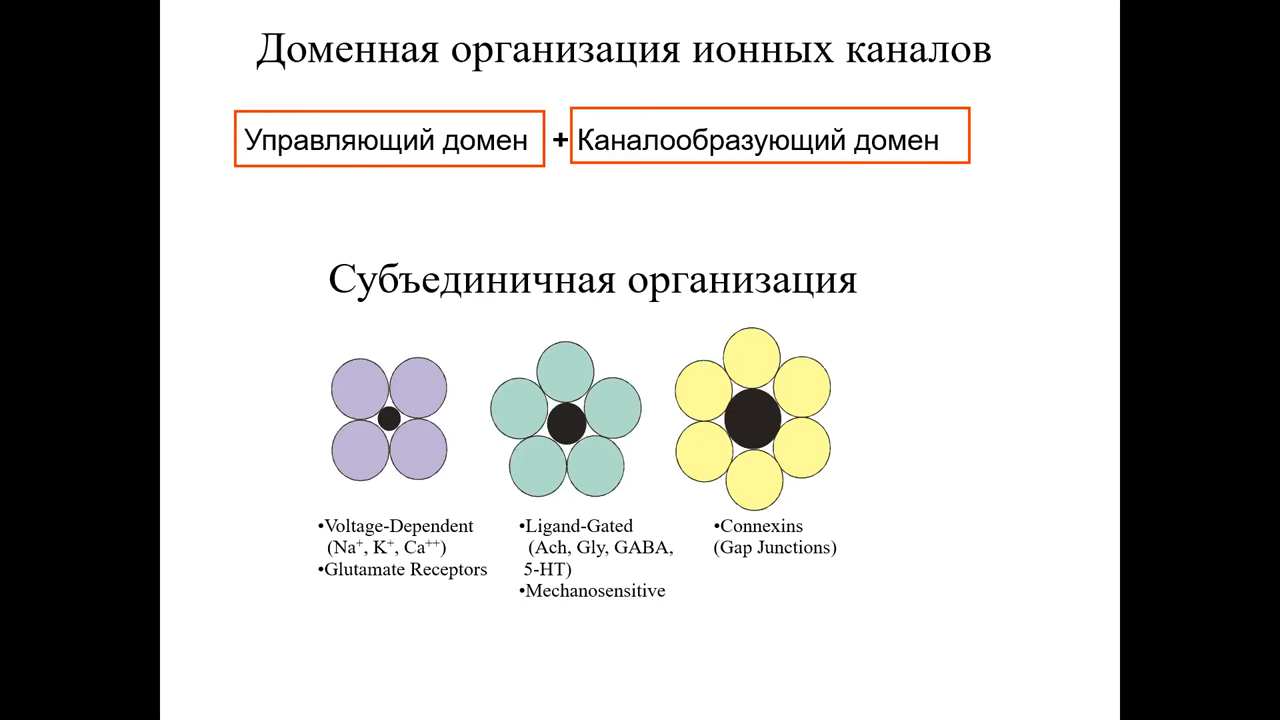 Доменная организация ионных каналов
Управляющий домен + Каналообразующий домен
Субъединичная организация
•Voltage-Dependent
(Na⁺, K⁺, Ca⁺⁺)
•Glutamate Receptors
•Ligand-Gated
(Ach, Gly, GABA,
5-HT)
•Mechanosensitive
•Connexins
(Gap Junctions)